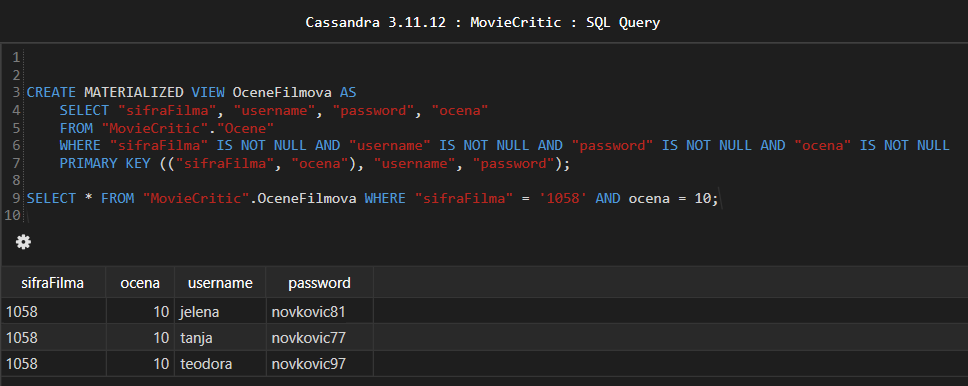 Cassandra 3.11.12 : MovieCritic : SQL Query
1
2
3 CREATE MATERIALIZED VIEW OceneFilmova AS
4 SELECT "sifraFilma", "username", "password", "ocena"
5 FROM "MovieCritic"."Ocene"
6 WHERE "sifraFilma" IS NOT NULL AND "username" IS NOT NULL AND "password" IS NOT NULL AND "ocena" IS NOT NULL
7 PRIMARY KEY (("sifraFilma", "ocena"), "username", "password");
8
9 SELECT * FROM "MovieCritic".OceneFilmova WHERE "sifraFilma" = '1058' AND ocena = 10;
10
sifraFilma ocena username password
1058 10 jelena novkovic81
1058 10 tanja novkovic77
1058 10 teodora novkovic97